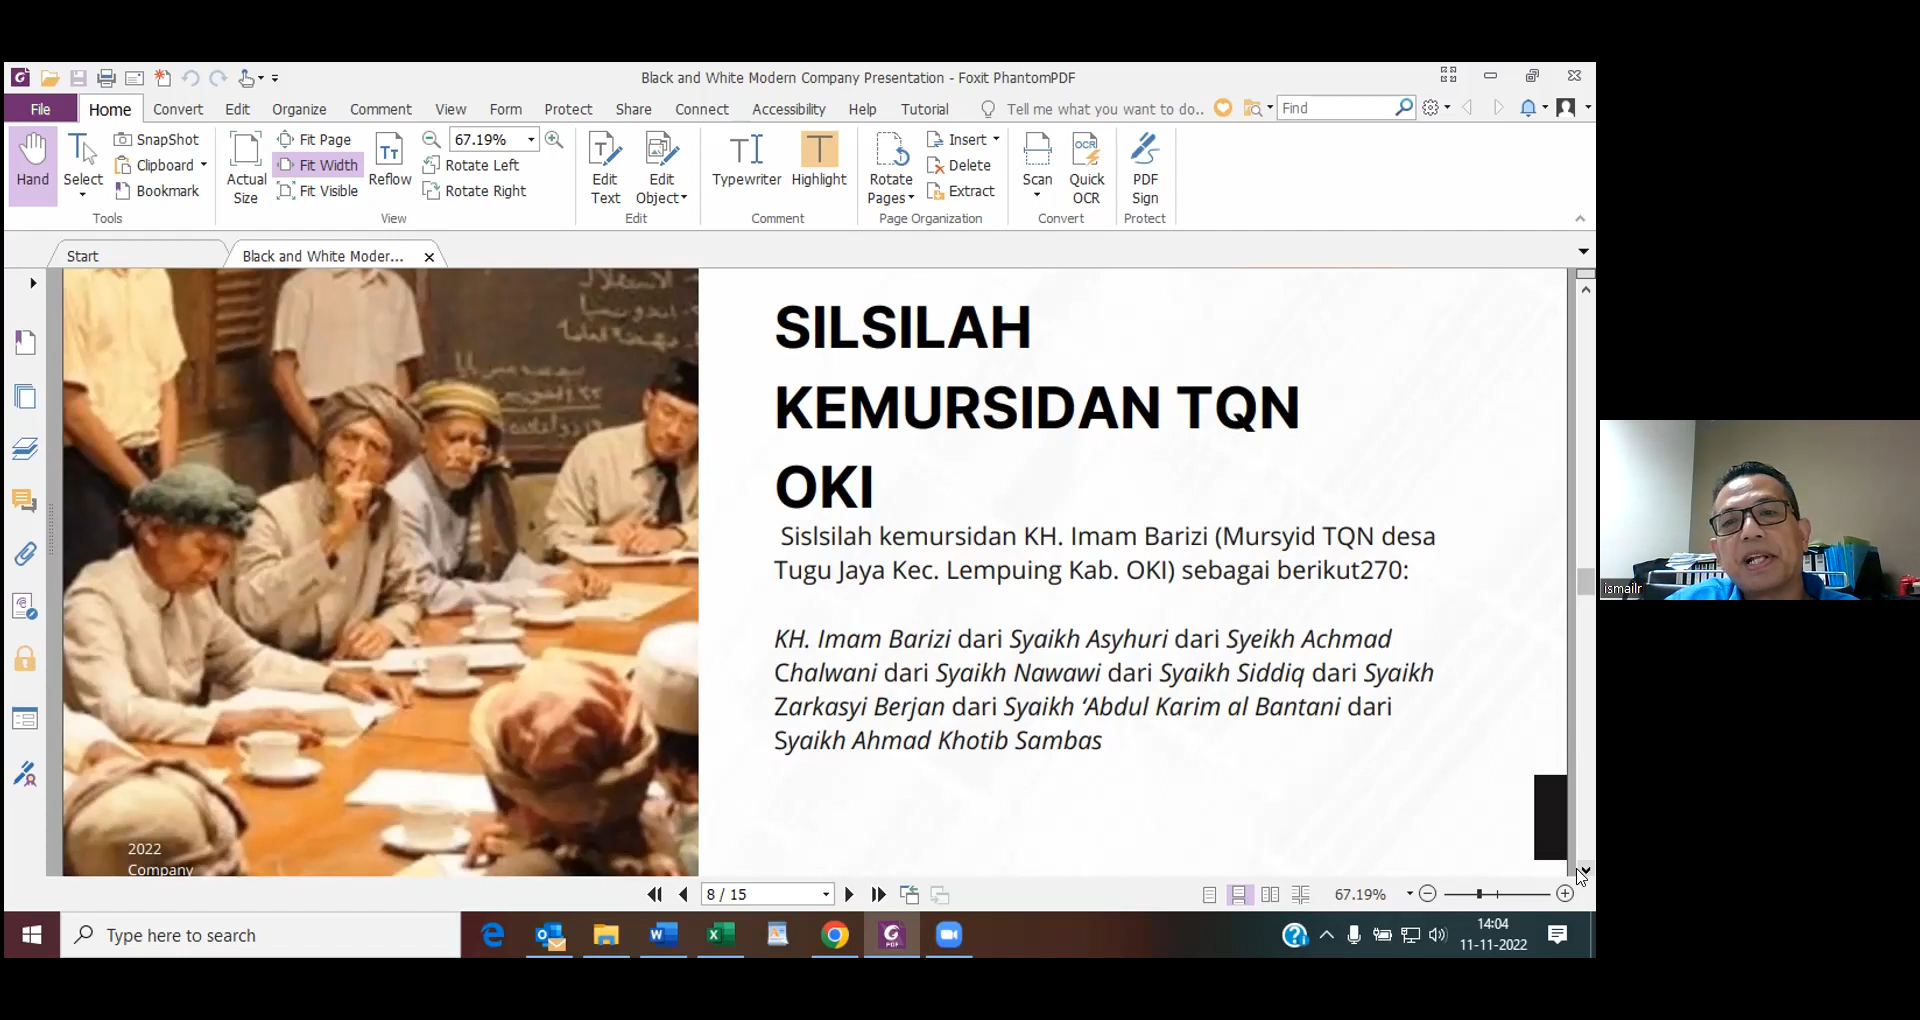 Black and White Modern Company Presentation - Foxit PhantomPDF
File Home Convert Edit Organize Comment View Form Protect Share Connect Accessibility Help Tutorial Tell me what you want to do.. Find
Hand
Select
SnapShot
Clipboard
Bookmark
Tools
Actual
Size
Fit Page
Fit Width
Fit Visible
Reflow
67.19%
Rotate Left
Rotate Right
View
Edit
Text
Edit
Object
Edit
Typewriter
Highlight
Comment
Rotate
Pages
Insert
Delete
Extract
Page Organization
Scan
OCR
Quick
OCR
Convert
PDF
Sign
Protect
Start
Black and White Moder...
SILSILAH
KEMURSIDAN TQN
OKI
Sislsilah kemursidan KH. Imam Barizi (Mursyid TQN desa
Tugu Jaya Kec. Lempuing Kab. OKI) sebagai berikut270:
KH. Imam Barizi dari Syaikh Asyhuri dari Syeikh Achmad
Chalwani dari Syaikh Nawawi dari Syaikh Siddiq dari Syaikh
Zarkasyi Berjan dari Syaikh ‘Abdul Karim al Bantani dari
Syaikh Ahmad Khotib Sambas
2022
Company
ismailr
8 / 15
67.19%
Type here to search
14:04
11-11-2022